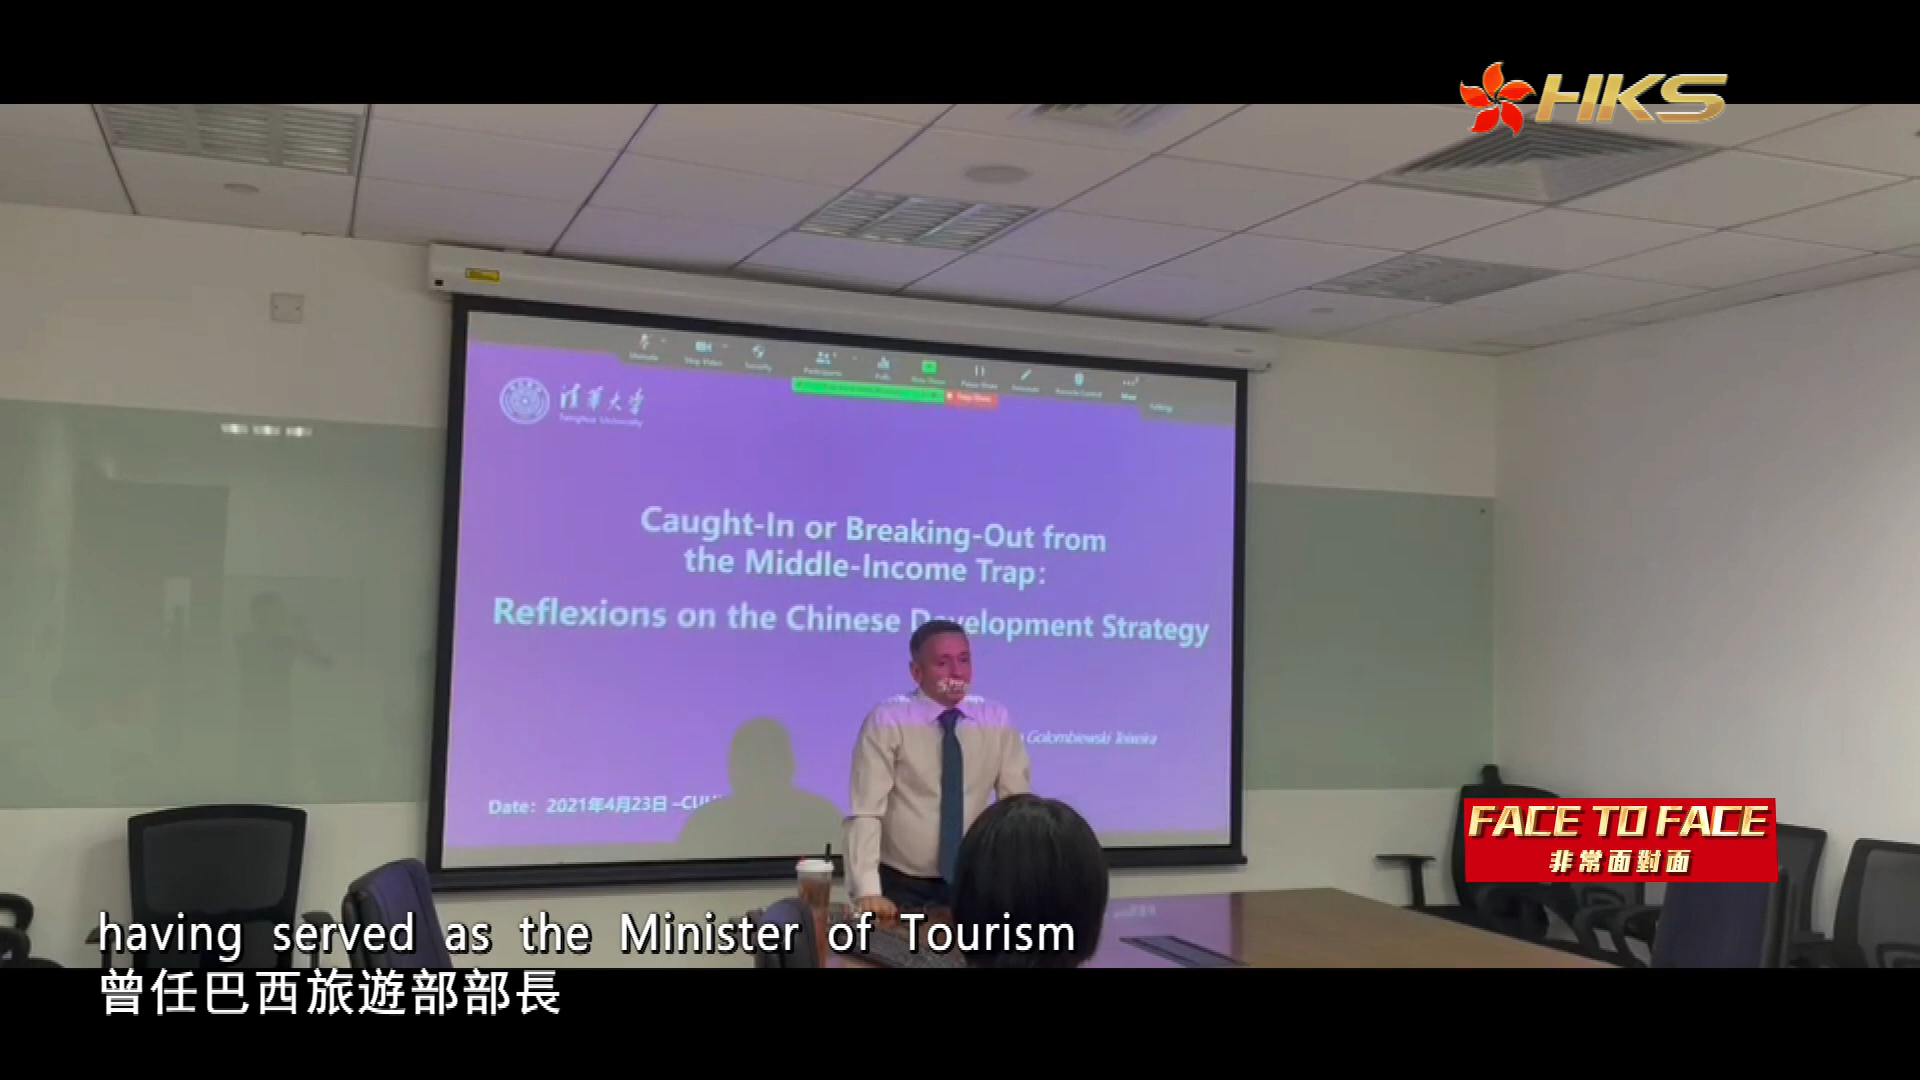 HKS
清華大学
Tsinghua University
Caught-In or Breaking-Out from
the Middle-Income Trap:
Reflexions on the Chinese Development Strategy
Golombiewski Teixeira
Date: 2021年4月23日
FACE TO FACE
非常面對面
having served as the Minister of Tourism
曾任巴西旅遊部部長